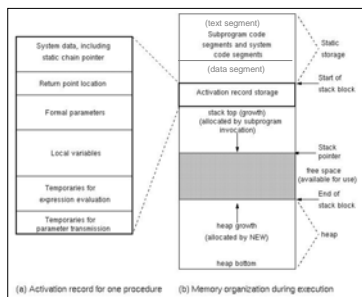 System data, including
static chain pointer
Return point location
Formal parameters
Local variables
Temporaries for
expression evaluation
Temporaries for
parameter transmission
(a) Activation record for one procedure
(text segment)
Subprogram code
segments and system
code segments
(data segment)
Activation record storage
stack top (growth)
(allocated by subprogram
invocation)
heap growth
(allocated by NEW)
heap bottom
Static
storage
Start of
stack block
Stack
pointer
free space
(available for use)
End of
stack block
heap
(b) Memory organization during execution